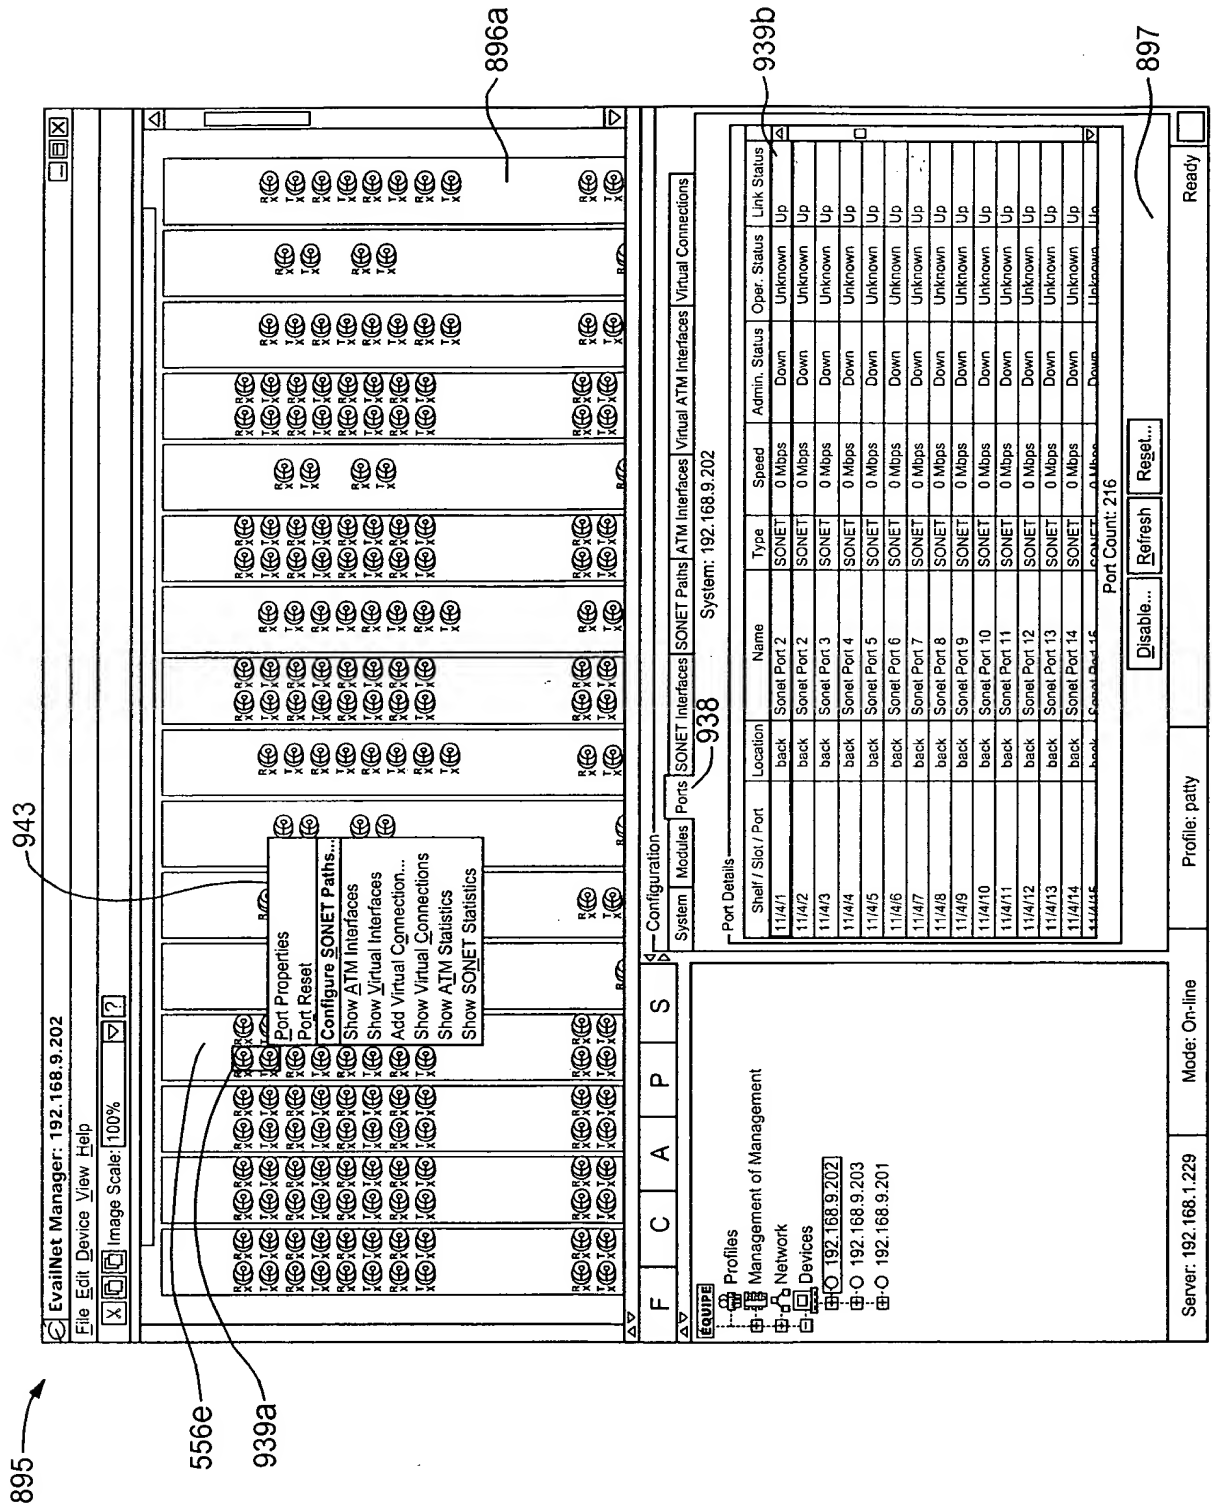 895
943
896a
939b
897
556e
939a
938
EvailNet Manager: 192.168.9.202
File Edit Device View Help
Image Scale: 100%
?
Port Properties
Port Reset
Configure SONET Paths...
Show ATM Interfaces
Show Virtual Interfaces
Add Virtual Connection...
Show Virtual Connections
Show ATM Statistics
Show SONET Statistics
F C A P S
EQUIPE
Profiles
Management of Management
Network
Devices
192.168.9.202
192.168.9.203
192.168.9.201
Configuration
System Modules Ports SONET Interfaces SONET Paths ATM Interfaces Virtual ATM Interfaces Virtual Connections
System: 192.168.9.202
Port Details
Shelf / Slot / Port Location Name Type Speed Admin. Status Oper. Status Link Status
11/4/1 back Sonet Port 2 SONET 0 Mbps Down Unknown Up
11/4/2 back Sonet Port 2 SONET 0 Mbps Down Unknown Up
11/4/3 back Sonet Port 3 SONET 0 Mbps Down Unknown Up
11/4/4 back Sonet Port 4 SONET 0 Mbps Down Unknown Up
11/4/5 back Sonet Port 5 SONET 0 Mbps Down Unknown Up
11/4/6 back Sonet Port 6 SONET 0 Mbps Down Unknown Up
11/4/7 back Sonet Port 7 SONET 0 Mbps Down Unknown Up
11/4/8 back Sonet Port 8 SONET 0 Mbps Down Unknown Up
11/4/9 back Sonet Port 9 SONET 0 Mbps Down Unknown Up
11/4/10 back Sonet Port 10 SONET 0 Mbps Down Unknown Up
11/4/11 back Sonet Port 11 SONET 0 Mbps Down Unknown Up
11/4/12 back Sonet Port 12 SONET 0 Mbps Down Unknown Up
11/4/13 back Sonet Port 13 SONET 0 Mbps Down Unknown Up
11/4/14 back Sonet Port 14 SONET 0 Mbps Down Unknown Up
11/4/15 back Sonet Port 15 SONET 0 Mbps Down Unknown Up
Port Count: 216
Disable... Refresh Reset...
Server: 192.168.1.229 Mode: On-line Profile: patty Ready